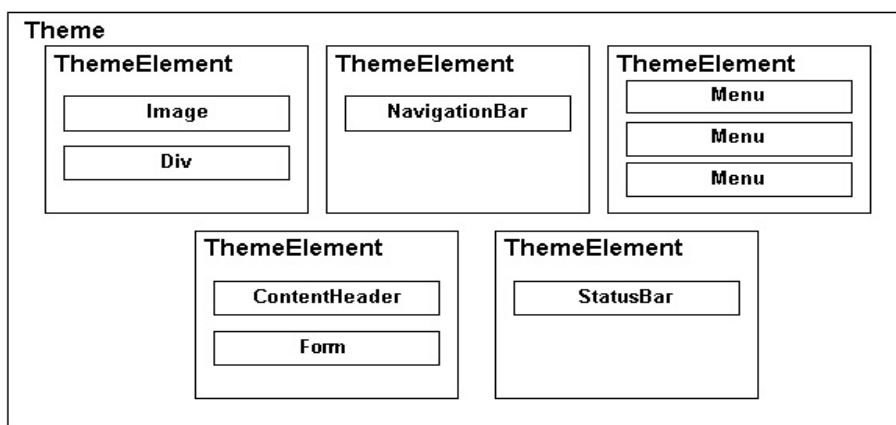 Theme
ThemeElement
Image
Div
ThemeElement
NavigationBar
ThemeElement
Menu
Menu
Menu
ThemeElement
ContentHeader
Form
ThemeElement
StatusBar